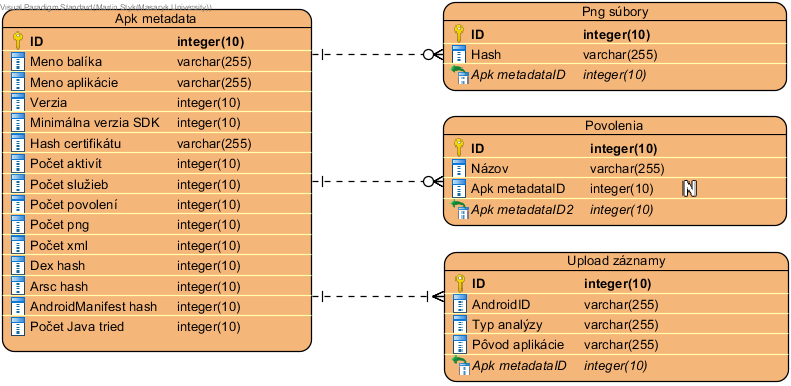 Visual Paradigm Standard(Martin Styk(Masaryk University))
Apk metadata
ID integer(10)
Meno balíka varchar(255)
Meno aplikácie varchar(255)
Verzia integer(10)
Minimálna verzia SDK integer(10)
Hash certifikátu varchar(255)
Počet aktivít integer(10)
Počet služieb integer(10)
Počet povolení integer(10)
Počet png integer(10)
Počet xml integer(10)
Dex hash integer(10)
Arsc hash integer(10)
AndroidManifest hash integer(10)
Počet Java tried integer(10)
Png súbory
ID integer(10)
Hash varchar(255)
Apk metadataID integer(10)
Povolenia
ID integer(10)
Názov varchar(255)
Apk metadataID integer(10) N
Apk metadataID2 integer(10)
Upload záznamy
ID integer(10)
AndroidID varchar(255)
Typ analýzy varchar(255)
Pôvod aplikácie varchar(255)
Apk metadataID integer(10)